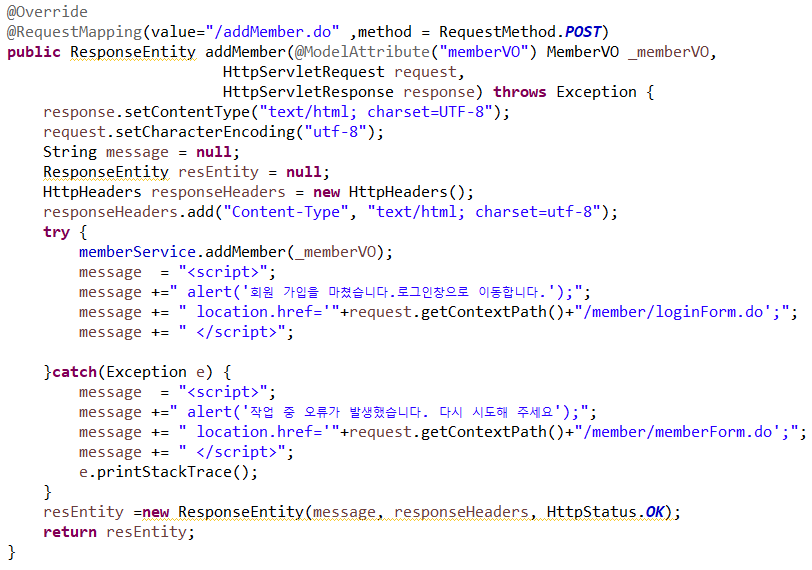 @Override
@RequestMapping(value="/addMember.do" ,method = RequestMethod.POST)
public ResponseEntity addMember(@ModelAttribute("memberVO") MemberVO _memberVO,
                        HttpServletRequest request,
                        HttpServletResponse response) throws Exception {
    response.setContentType("text/html; charset=UTF-8");
    request.setCharacterEncoding("utf-8");
    String message = null;
    ResponseEntity resEntity = null;
    HttpHeaders responseHeaders = new HttpHeaders();
    responseHeaders.add("Content-Type", "text/html; charset=utf-8");
    try {
        memberService.addMember(_memberVO);
        message  = "<script>";
        message +=" alert('회원 가입을 마쳤습니다.로그인창으로 이동합니다.');";
        message += " location.href='"+request.getContextPath()+"/member/loginForm.do';";
        message += " </script>";

    }catch(Exception e) {
        message  = "<script>";
        message +=" alert('작업 중 오류가 발생했습니다. 다시 시도해 주세요');";
        message += " location.href='"+request.getContextPath()+"/member/memberForm.do';";
        message += " </script>";
        e.printStackTrace();
    }
    resEntity =new ResponseEntity(message, responseHeaders, HttpStatus.OK);
    return resEntity;
}